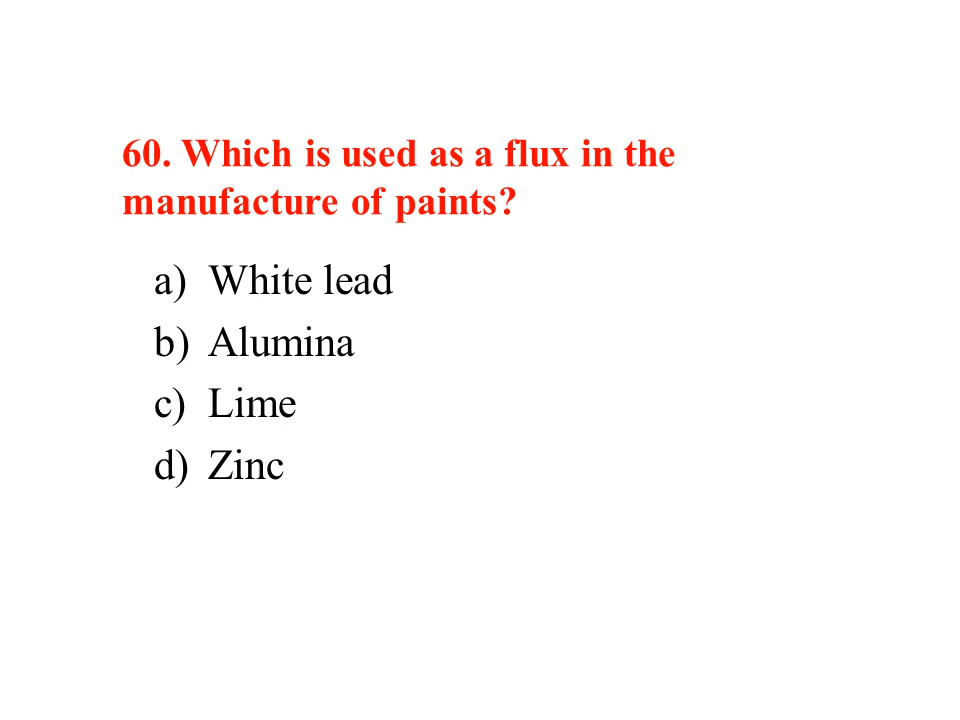 60. Which is used as a flux in the
manufacture of paints?
a) White lead
b) Alumina
c) Lime
d) Zinc